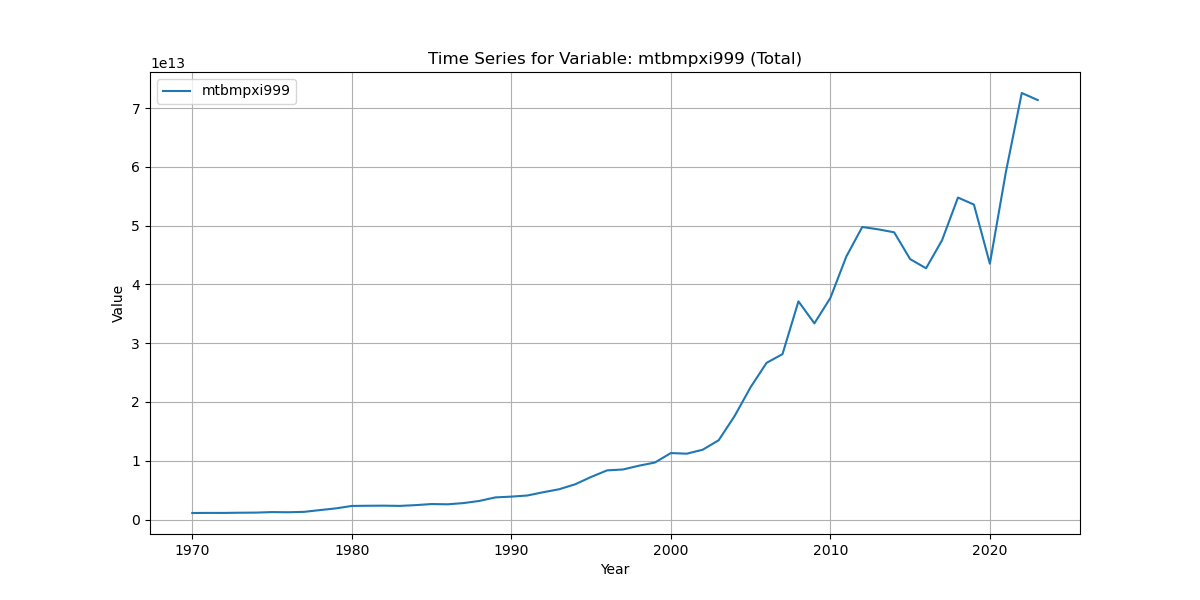 Time Series for Variable: mtbmpxi999 (Total)
1e13
mtbmpxi999
7
6
5
4
3
2
1
0
Value
1970 1980 1990 2000 2010 2020
Year